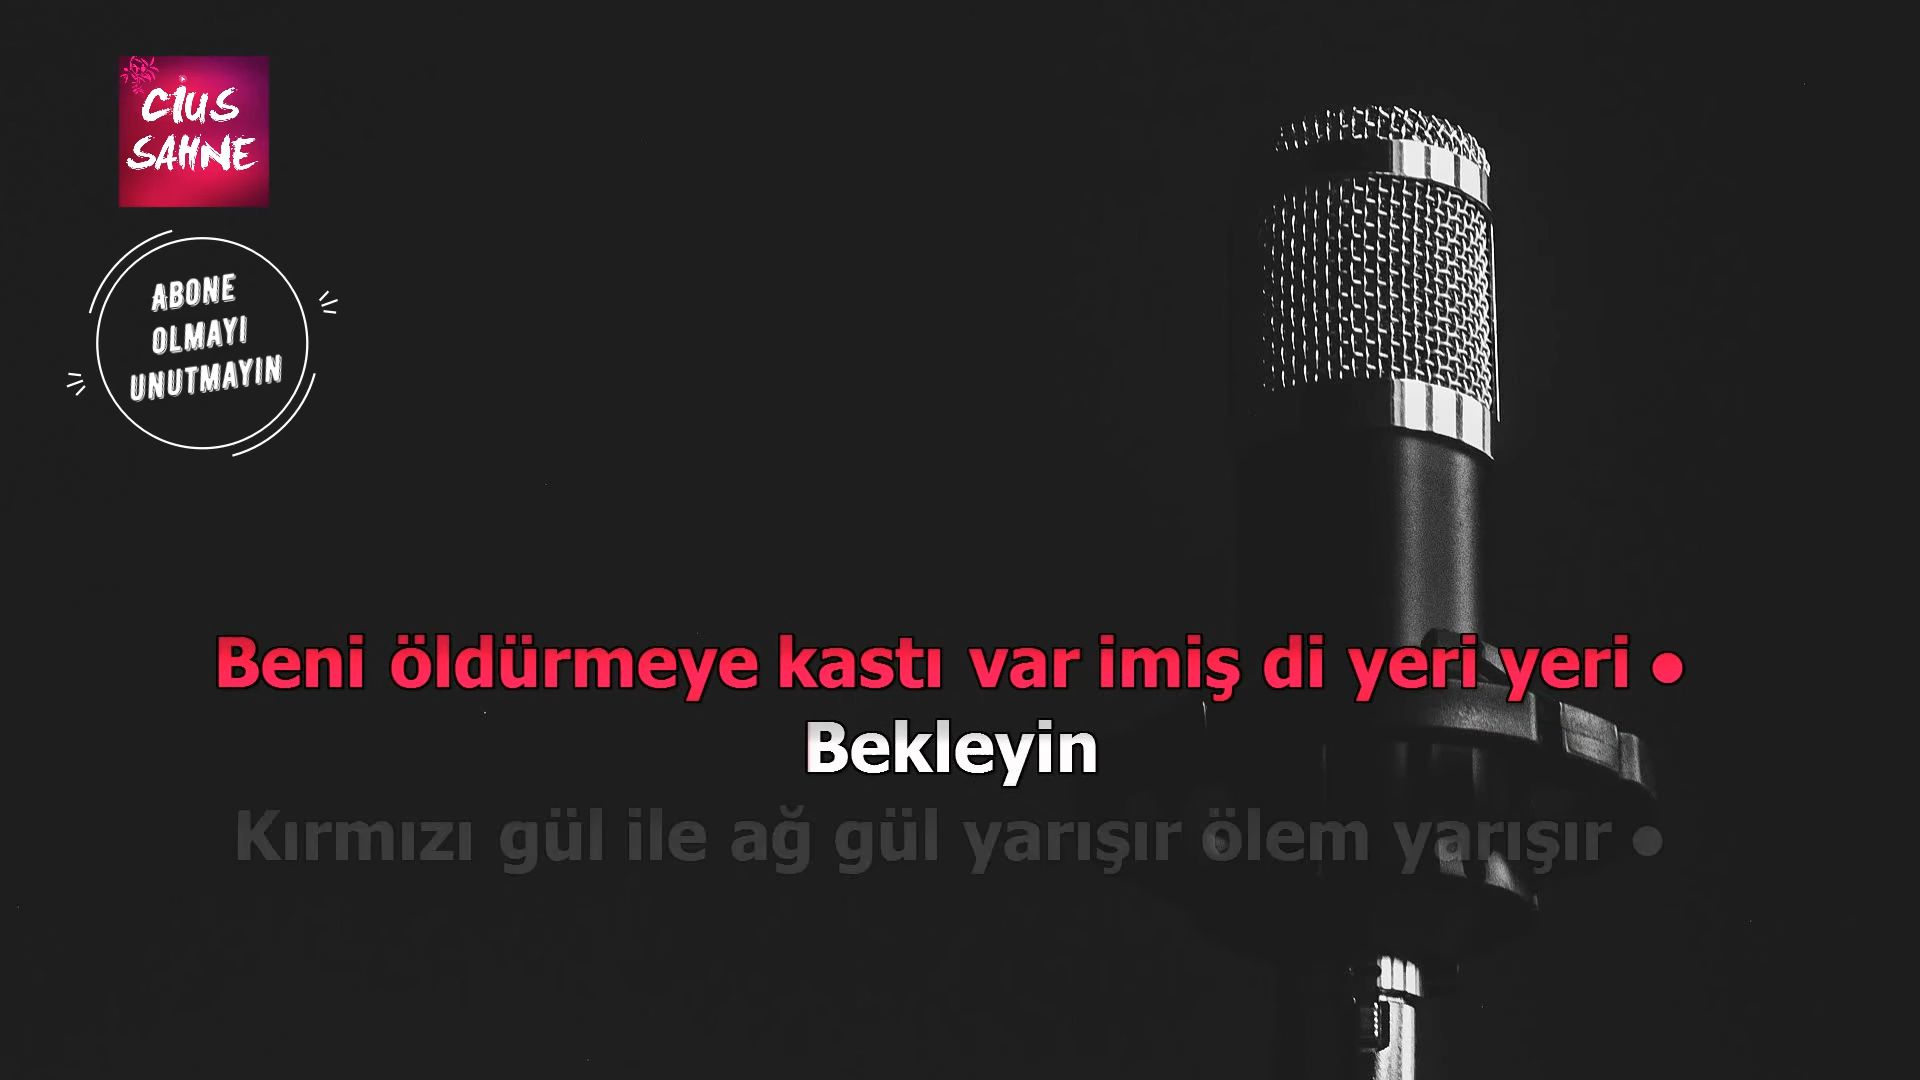 CİUS
SAHNE
ABONE
OLMAYI
UNUTMAYIN
Beni öldürmeye kastı var imiş di yeri yeri •
Bekleyin
Kırmızı gül ile ağ gül yarışır ölem yarışır •